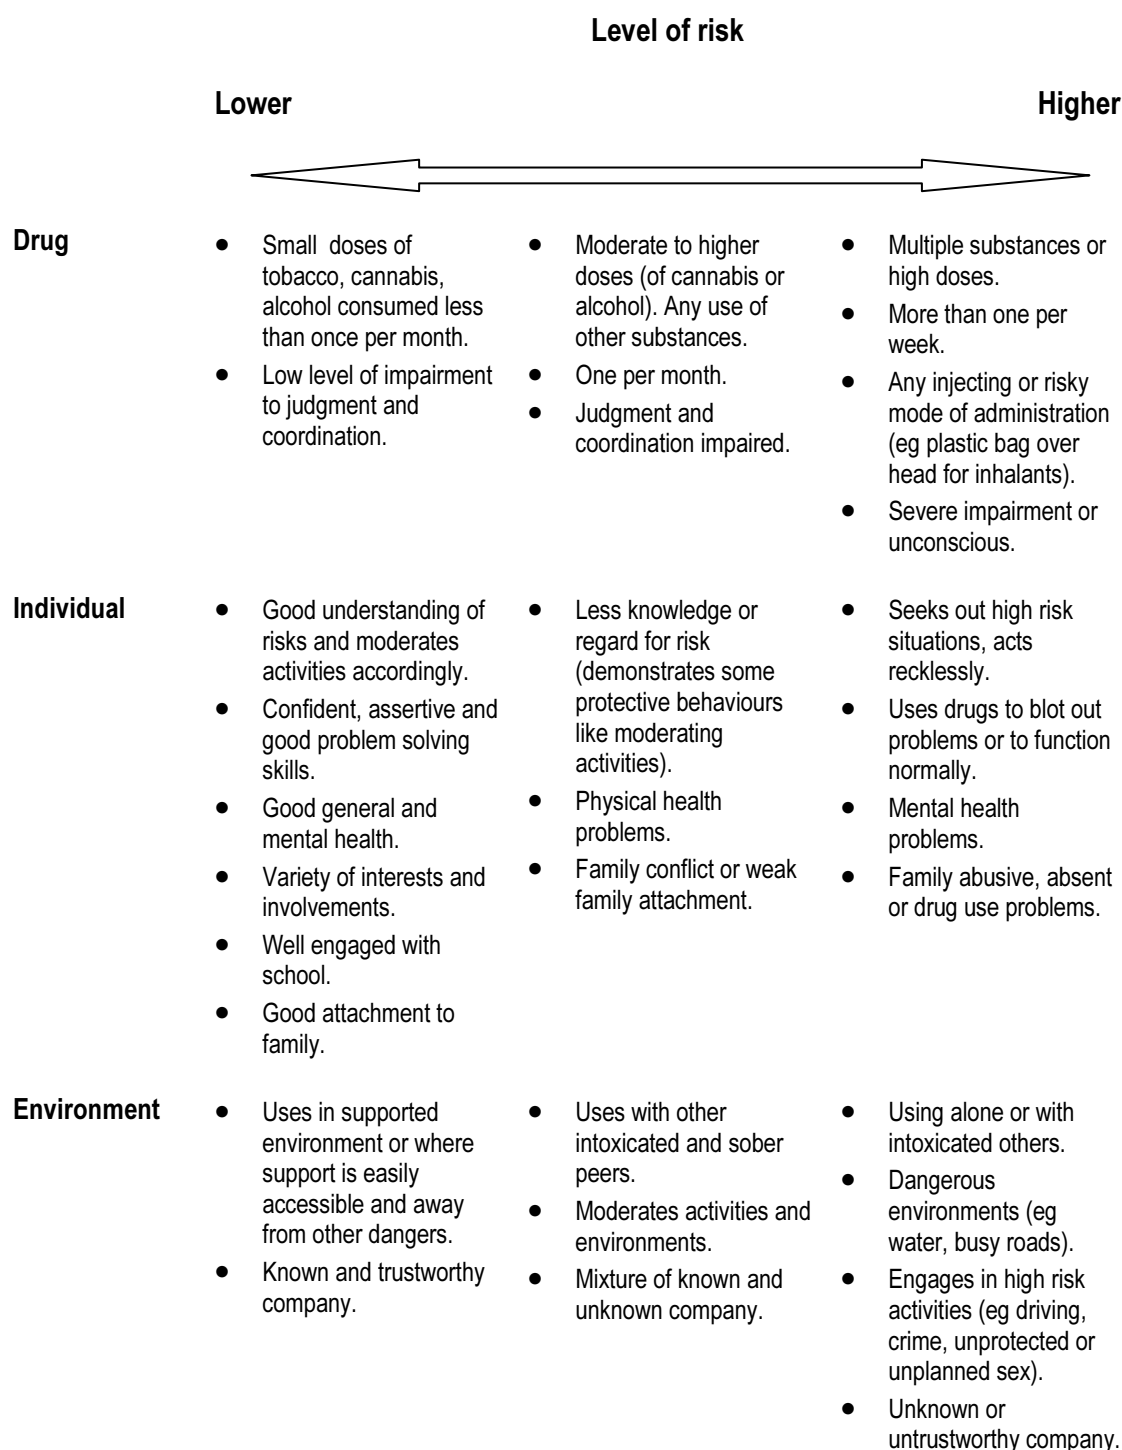 Level of risk
Lower
Higher
Drug
● Small  doses of
tobacco, cannabis,
alcohol consumed less
than once per month.
● Low level of impairment
to judgment and
coordination.
● Moderate to higher
doses (of cannabis or
alcohol). Any use of
other substances.
● One per month.
● Judgment and
coordination impaired.
● Multiple substances or
high doses.
● More than one per
week.
● Any injecting or risky
mode of administration
(eg plastic bag over
head for inhalants).
● Severe impairment or
unconscious.
Individual
● Good understanding of
risks and moderates
activities accordingly.
● Confident, assertive and
good problem solving
skills.
● Good general and
mental health.
● Variety of interests and
involvements.
● Well engaged with
school.
● Good attachment to
family.
● Less knowledge or
regard for risk
(demonstrates some
protective behaviours
like moderating
activities).
● Physical health
problems.
● Family conflict or weak
family attachment.
● Seeks out high risk
situations, acts
recklessly.
● Uses drugs to blot out
problems or to function
normally.
● Mental health
problems.
● Family abusive, absent
or drug use problems.
Environment
● Uses in supported
environment or where
support is easily
accessible and away
from other dangers.
● Known and trustworthy
company.
● Uses with other
intoxicated and sober
peers.
● Moderates activities and
environments.
● Mixture of known and
unknown company.
● Using alone or with
intoxicated others.
● Dangerous
environments (eg
water, busy roads).
● Engages in high risk
activities (eg driving,
crime, unprotected or
unplanned sex).
● Unknown or
untrustworthy company.